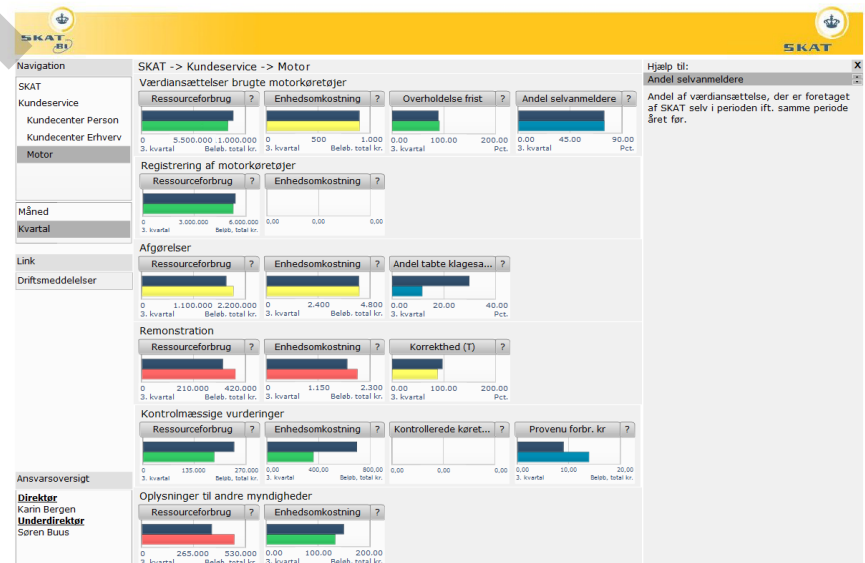 SKAT
BI
SKAT
Navigation
SKAT
Kundeservice
Kundecenter Person
Kundecenter Erhverv
Motor
Måned
Kvartal
Link
Driftsmeddelelser
Ansvarsoversigt
Direktør
Karin Bergen
Underdirektør
Søren Buus
SKAT -> Kundeservice -> Motor
Værdiansættelser brugte motorkøretøjer
Ressourceforbrug ? Enhedsomkostning ? Overholdelse frist ? Andel selvanmeldere ?
0 5.500.000 1.000.000 0 500 1.000 0.00 100.00 200.00 0.00 45.00 90.00
3. kvartal Beløb. total kr. 3. kvartal Beløb. total kr. 3. kvartal Pct. 3. kvartal Pct.
Registrering af motorkøretøjer
Ressourceforbrug ? Enhedsomkostning ?
0 3.000.000 6.000.000 0,00 0,00 0,00
3. kvartal Beløb, total kr.
Afgørelser
Ressourceforbrug ? Enhedsomkostning ? Andel tabte klagesa... ?
0 1.100.000 2.200.000 0 2.400 4.800 0.00 20.00 40.00
3. kvartal Beløb. total kr. 3. kvartal Beløb. total kr. 3. kvartal Pct.
Remonstration
Ressourceforbrug ? Enhedsomkostning ? Korrekthed (T) ?
0 210.000 420.000 0 1.150 2.300 0.00 100.00 200.00
3. kvartal Beløb. total kr. 3. kvartal Beløb. total kr. 3. kvartal Pct.
Kontrolmæssige vurderinger
Ressourceforbrug ? Enhedsomkostning ? Kontrollerede køret... ? Provenu forbr. kr ?
0 135.000 270.000 0,00 400,00 800,00 0,00 0,00 0,00 0,00 10,00 20,00
3. kvartal Beløb, total kr. 3. kvartal Beløb, total kr. 3. kvartal Beløb, total kr.
Oplysninger til andre myndigheder
Ressourceforbrug ? Enhedsomkostning ?
0 265.000 530.000 0.00 100.00 200.00
3. kvartal Beløb. total kr. 3. kvartal Beløb. total kr.
Hjælp til: X
Andel selvanmeldere
Andel af værdiansættelse, der er foretaget
af SKAT selv i perioden ift. samme periode
året før.